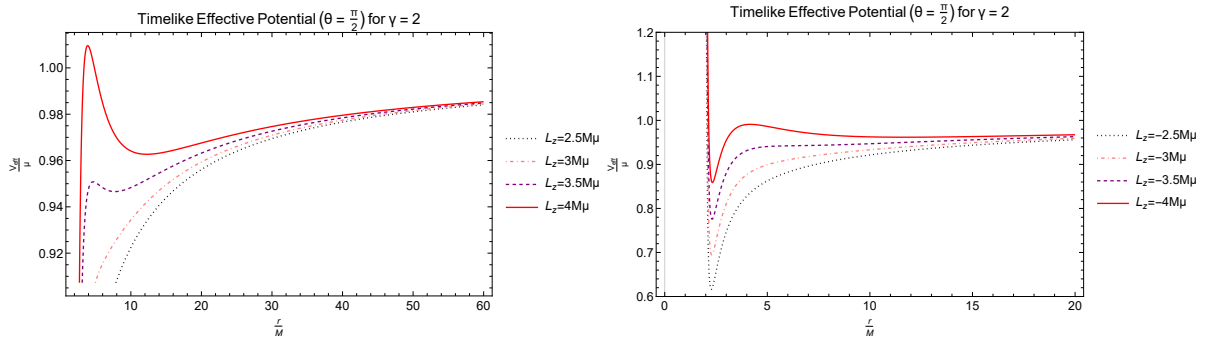 Timelike Effective Potential (θ = π/2) for γ = 2
V_eff/μ
1.00
0.98
0.96
0.94
0.92
10 20 30 40 50 60
r/M
L_z=2.5Mμ
L_z=3Mμ
L_z=3.5Mμ
L_z=4Mμ
Timelike Effective Potential (θ = π/2) for γ = 2
V_eff/μ
1.2
1.1
1.0
0.9
0.8
0.7
0.6
0 5 10 15 20
r/M
L_z=-2.5Mμ
L_z=-3Mμ
L_z=-3.5Mμ
L_z=-4Mμ